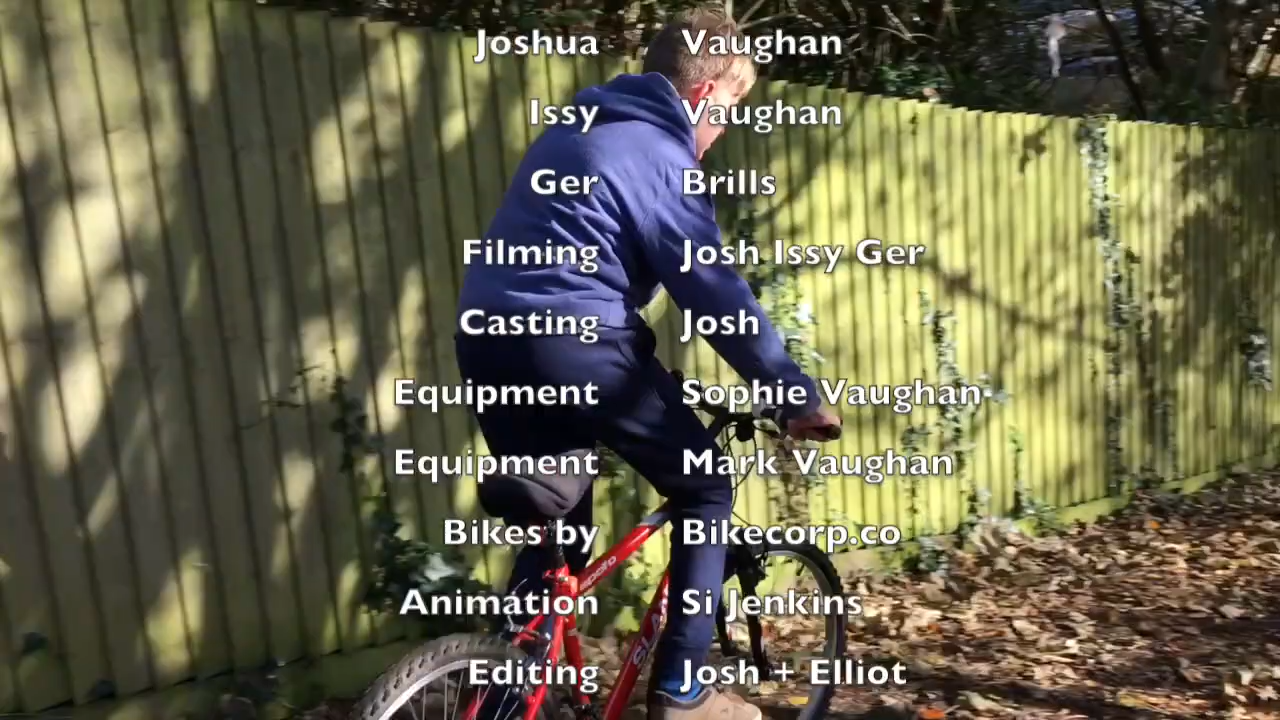 Joshua Vaughan
Issy Vaughan
Ger Brills
Filming Josh Issy Ger
Casting Josh
Equipment Sophie Vaughan
Equipment Mark Vaughan
Bikes by Bikecorp.co
Animation Si Jenkins
Editing Josh + Elliot